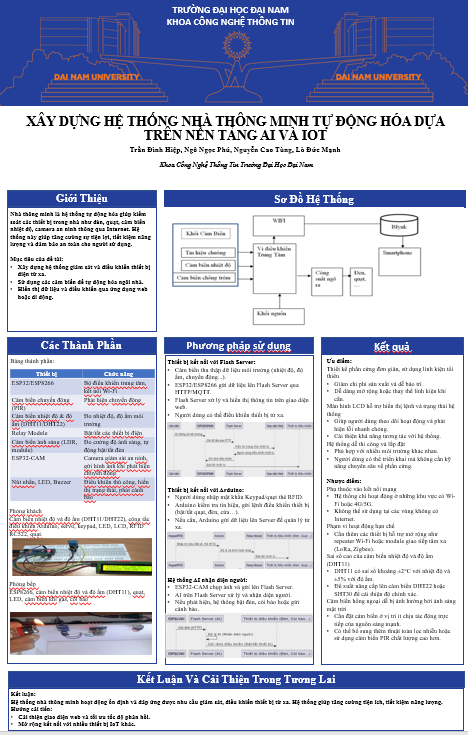 TRƯỜNG ĐẠI HỌC ĐẠI NAM
KHOA CÔNG NGHỆ THÔNG TIN
DAI NAM UNIVERSITY
DAI NAM UNIVERSITY
XÂY DỰNG HỆ THỐNG NHÀ THÔNG MINH TỰ ĐỘNG HÓA DỰA
TRÊN NỀN TẢNG AI VÀ IOT
Trần Đình Hiệp, Ngô Ngọc Phú, Nguyễn Cao Tùng, Lò Đức Mạnh
Khoa Công Nghệ Thông Tin Trường Đại Học Đại Nam
Giới Thiệu
Nhà thông minh là hệ thống tự động hóa giúp kiểm
soát các thiết bị trong nhà như đèn, quạt, cảm biến
nhiệt độ, camera an ninh thông qua Internet. Hệ
thống này giúp tăng cường sự tiện lợi, tiết kiệm năng
lượng và đảm bảo an toàn cho người sử dụng.
Mục tiêu của đề tài:
• Xây dựng hệ thống giám sát và điều khiển thiết bị
điện từ xa.
• Sử dụng các cảm biến để tự động hóa ngôi nhà.
• Hiển thị dữ liệu và điều khiển qua ứng dụng web
hoặc di động.
Sơ Đồ Hệ Thống
WIFI
Blynk
Khối Cảm Biến
Tín hiệu chuông
Cảm biến nhiệt độ
Cảm biến chống trộm
Vi điều khiển
Trung Tâm
Công
suất ngõ
ra
Đèn,
quạt,
…
Smartphone
Khối nguồn
Các Thành Phần
Bảng thành phần:
Thiết bị Chức năng
ESP32/ESP8266 Bộ điều khiển trung tâm,
kết nối Wi-Fi
Cảm biến chuyển động Phát hiện chuyển động
(PIR)
Cảm biến nhiệt độ & độ Đo nhiệt độ, độ ẩm môi
ẩm (DHT11/DHT22) trường
Relay Module Bật/tắt các thiết bị điện
Cảm biến ánh sáng (LDR, Đo cường độ ánh sáng, tự
module) động bật/tắt đèn
ESP32-CAM Camera giám sát an ninh,
gửi hình ảnh khi phát hiện
chuyển động
Nút nhấn, LED, Buzzer Điều khiển thủ công, hiển
thị trạng thái, phát cảnh
báo
Phòng khách
Cảm biến nhiệt độ và độ ẩm (DHT11/DHT22), công tắc
RC522, quạt.
Phòng bếp
ESP8266, cảm biến nhiệt độ và độ ẩm (DHT11), quạt,
LED, cảm biến khí gas, còi báo
Phương pháp sử dụng
Thiết bị kết nối với Flash Server:
• Cảm biến thu thập dữ liệu môi trường (nhiệt độ, độ
ẩm, chuyển động...).
• ESP32/ESP8266 gửi dữ liệu lên Flash Server qua
HTTP/MQTT.
• Flash Server xử lý và hiển thị thông tin trên giao diện
web.
• Người dùng có thể điều khiển thiết bị từ xa.
Thiết bị kết nối với Arduino:
• Người dùng nhập mật khẩu Keypad/quẹt thẻ RFID.
• Arduino kiểm tra tín hiệu, gửi lệnh điều khiển thiết bị
(bật/tắt quạt, đèn, cửa,…).
• Nếu cần, Arduino gửi dữ liệu lên Server để quản lý từ
xa.
Hệ thống AI nhận diện người:
• ESP32-CAM chụp ảnh và gửi lên Flash Server.
• AI trên Flash Server xử lý và nhận diện người.
• Nếu phát hiện, hệ thống bật đèn, còi báo hoặc gửi
cảnh báo.
Kết quả
Ưu điểm:
Thiết kế phần cứng đơn giản, sử dụng linh kiện tối
thiểu
• Giảm chi phí sản xuất và dễ bảo trì.
• Dễ dàng mở rộng hoặc thay thế linh kiện khi
cần.
Màn hình LCD hỗ trợ hiển thị lệnh và trạng thái hệ
thống
• Giúp người dùng theo dõi hoạt động và phát
hiện lỗi nhanh chóng.
• Cải thiện khả năng tương tác với hệ thống.
Hệ thống dễ thi công và lắp đặt
• Phù hợp với nhiều môi trường khác nhau.
• Người dùng có thể triển khai mà không cần kỹ
năng chuyên sâu về phần cứng.
Nhược điểm:
Phụ thuộc vào kết nối mạng
• Hệ thống chỉ hoạt động ở những khu vực có Wi-
Fi hoặc 4G/5G.
• Không thể sử dụng tại các vùng không có
Internet.
Phạm vi hoạt động hạn chế
• Cần thêm các thiết bị hỗ trợ mở rộng như
repeater Wi-Fi hoặc module giao tiếp tầm xa
(LoRa, Zigbee).
Sai số của cảm biến nhiệt độ và độ ẩm
(DHT11)
• DHT11 có sai số khoảng ±2°C với nhiệt độ và
±5% với độ ẩm.
• Đề xuất nâng cấp lên cảm biến DHT22 hoặc
SHT30 để cải thiện độ chính xác.
Cảm biến hồng ngoại dễ bị ảnh hưởng bởi ánh sáng
mặt trời
• Cần đặt cảm biến ở vị trí ít chịu tác động trực
tiếp của nguồn sáng mạnh.
• Có thể bổ sung thêm thuật toán lọc nhiễu hoặc
sử dụng cảm biến PIR chất lượng cao hơn.
Kết Luận Và Cải Thiện Trong Tương Lai
Kết luận:
Hệ thống nhà thông minh hoạt động ổn định và đáp ứng được nhu cầu giám sát, điều khiển thiết bị từ xa. Hệ thống giúp tăng cường tiện ích, tiết kiệm năng lượng.
Hướng cải tiến:
• Cải thiện giao diện web và tối ưu tốc độ phản hồi.
• Mở rộng kết nối với nhiều thiết bị IoT khác.